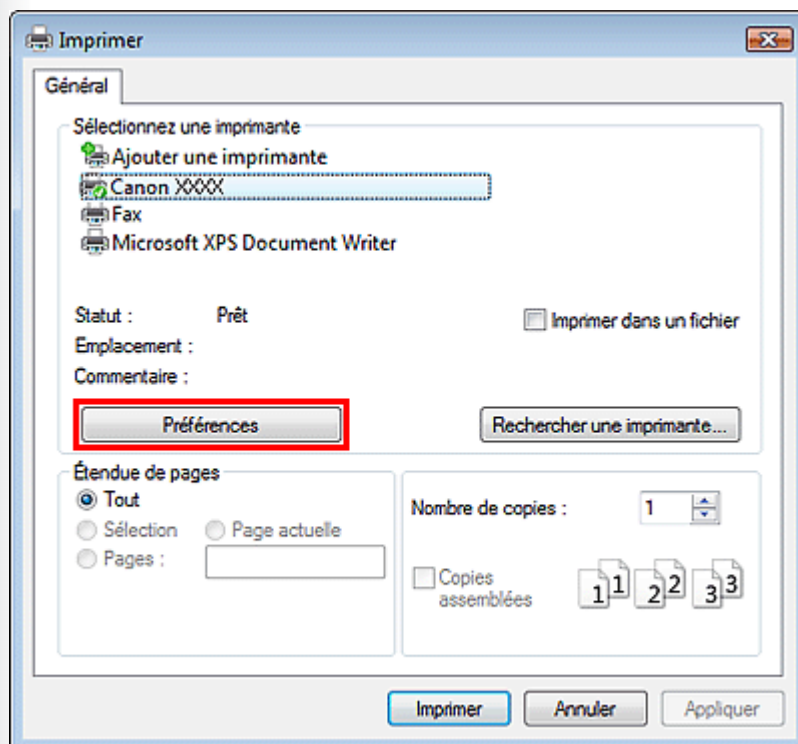 Imprimer
Général
Sélectionnez une imprimante
Ajouter une imprimante
Canon XXXX
Fax
Microsoft XPS Document Writer
Statut : Prêt
Imprimer dans un fichier
Emplacement :
Commentaire :
Préférences
Rechercher une imprimante...
Étendue de pages
Tout
Sélection Page actuelle
Pages :
Nombre de copies : 1
Copies assemblées
1 1 2 2 3 3
Imprimer Annuler Appliquer